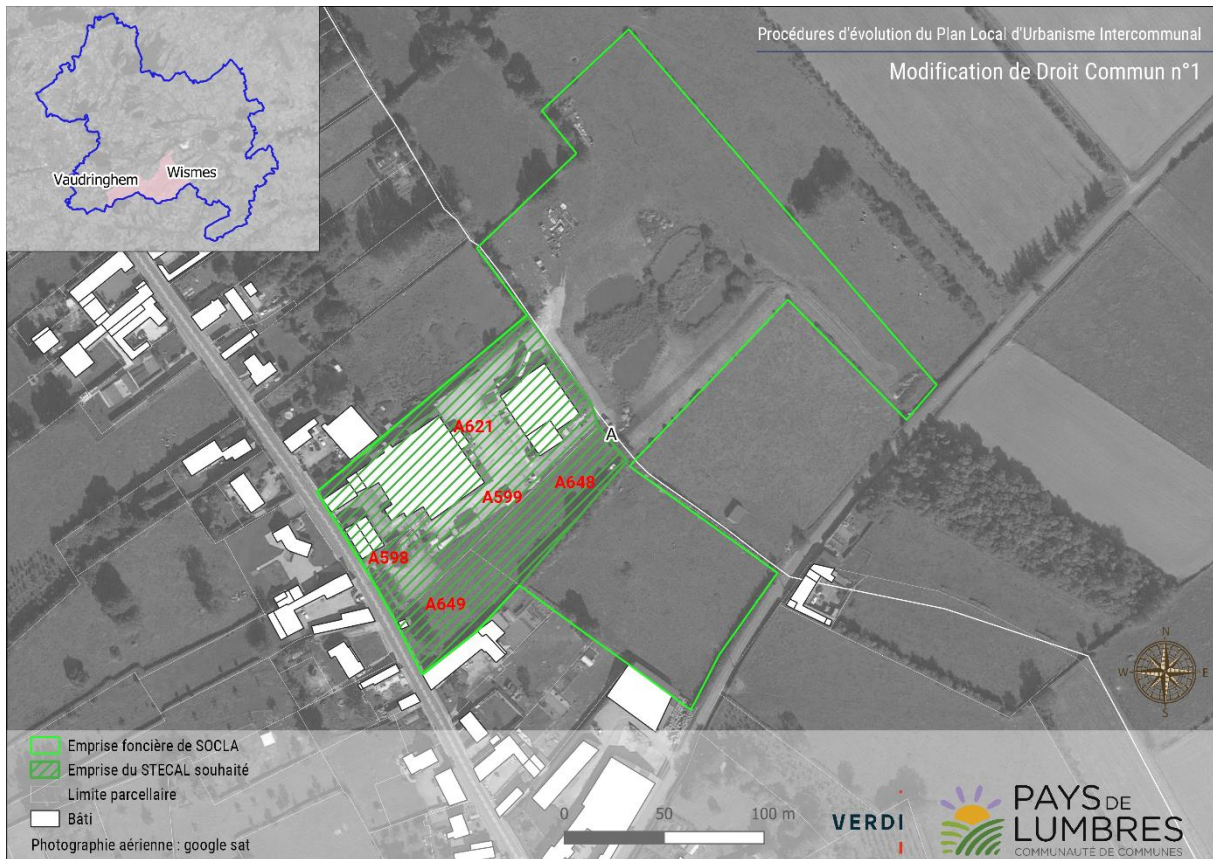 Procédures d'évolution du Plan Local d'Urbanisme Intercommunal
Modification de Droit Commun n°1
Vaudringhem
Wismes
A621
A
A599
A648
A598
A649
N
W
E
S
Emprise foncière de SOCLA
Emprise du STECAL souhaité
Limite parcellaire
Bâti
Photographie aérienne : google sat
0 50 100 m
VERDI
PAYS DE
LUMBRES
COMMUNAUTÉ DE COMMUNES